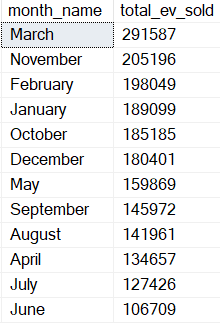 month_name total_ev_sold
March 291587
November 205196
February 198049
January 189099
October 185185
December 180401
May 159869
September 145972
August 141961
April 134657
July 127426
June 106709